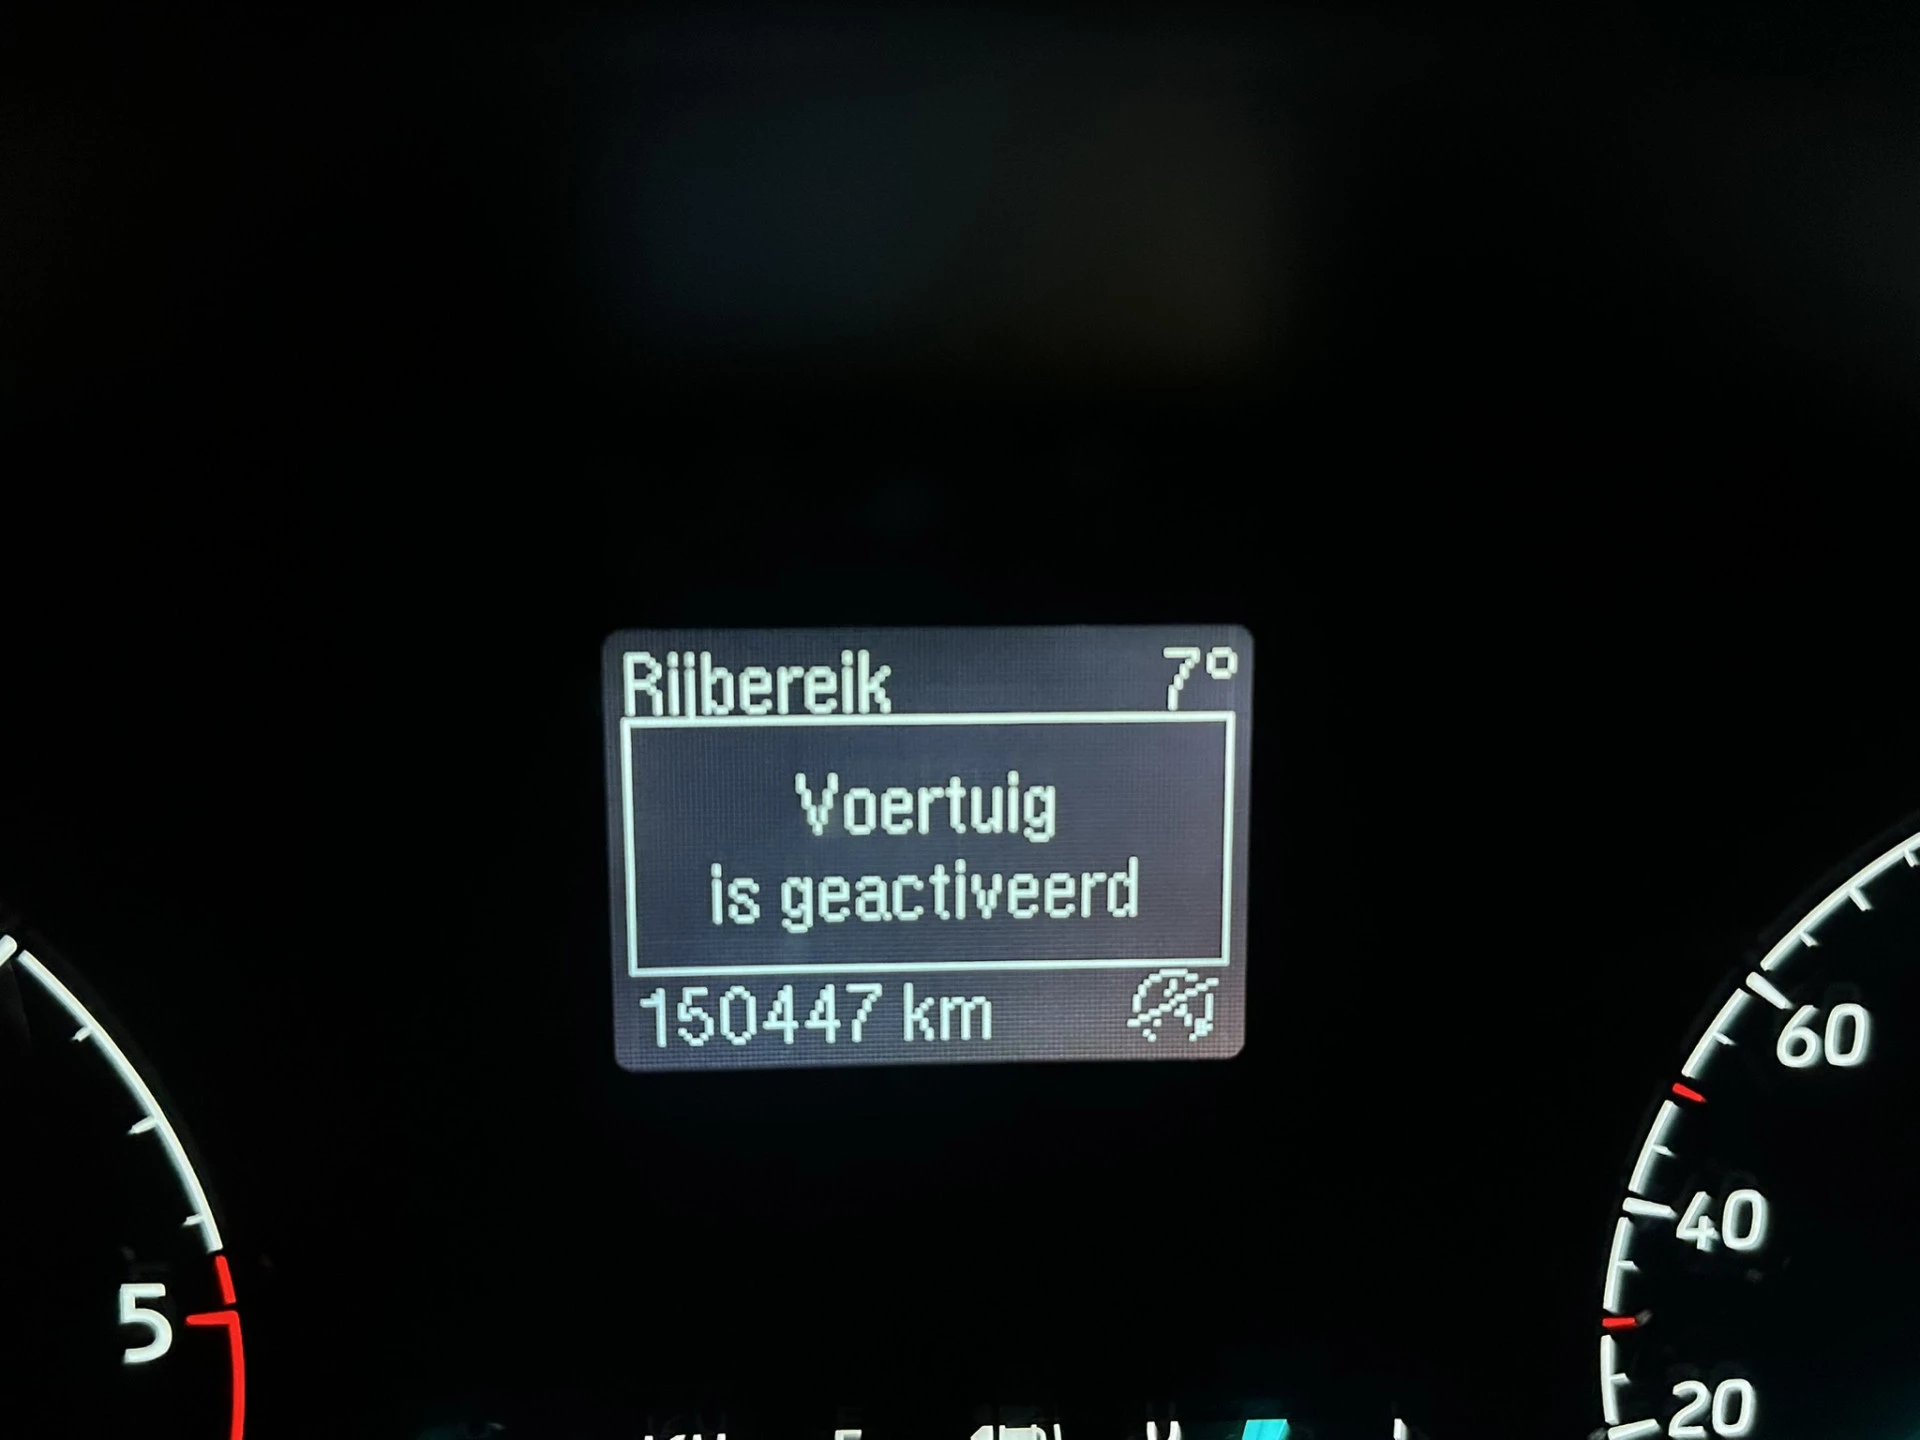 Rijbereik 7°
Voertuig
is geactiveerd
150447 km
60
40
5
20